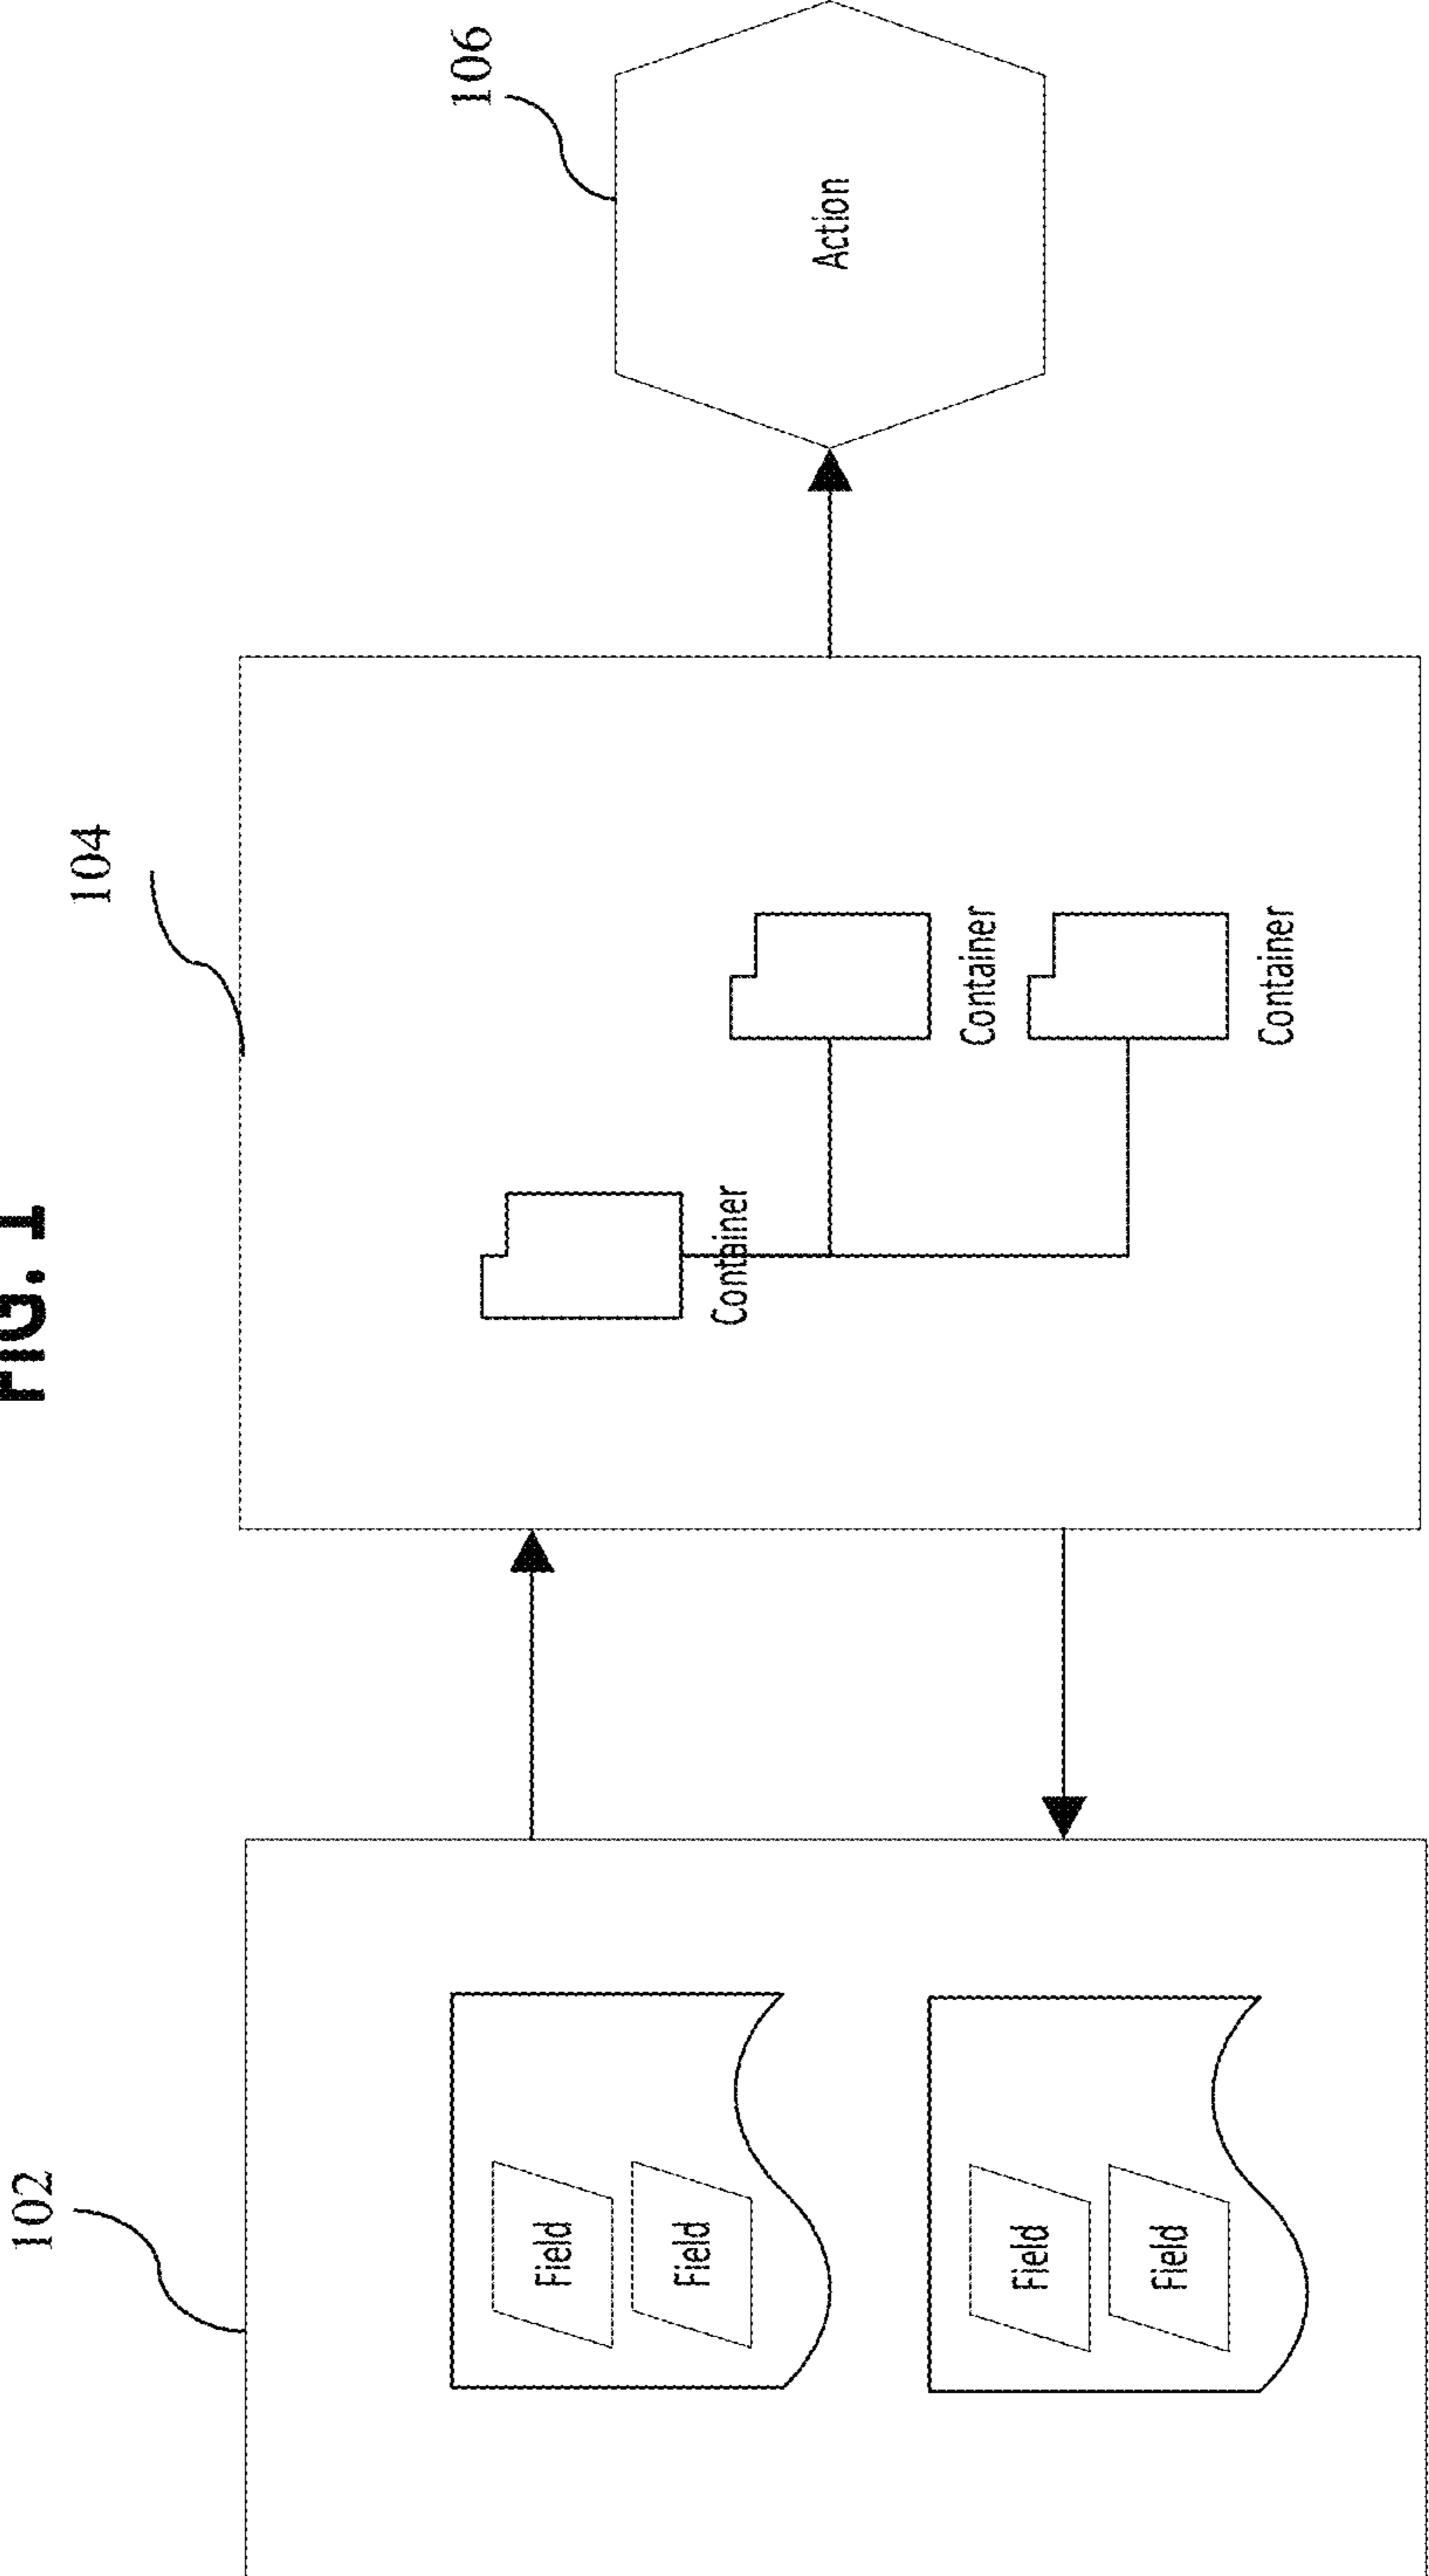 FIG. 1
102
104
106
Field
Field
Field
Field
Container
Container
Container
Action